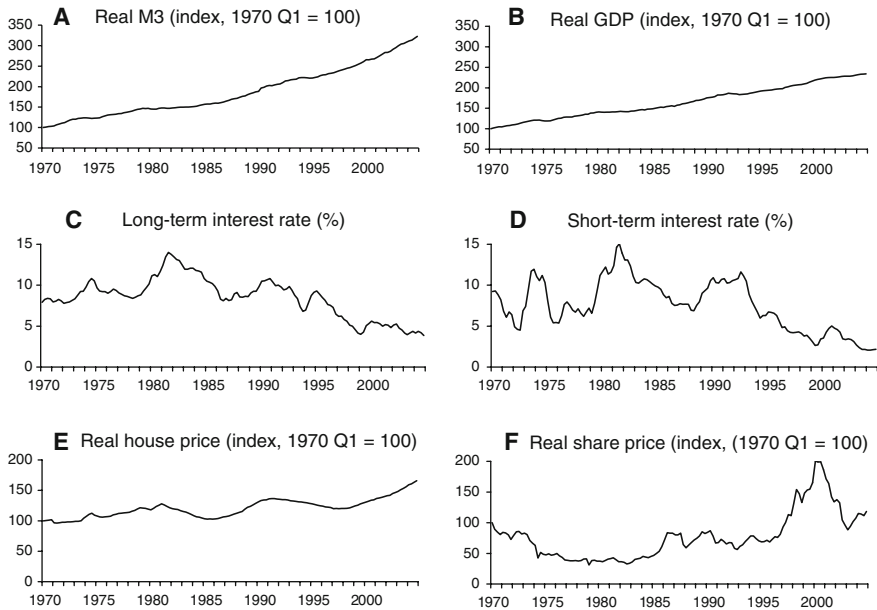 A Real M3 (index, 1970 Q1 = 100)
350
300
250
200
150
100
50
1970 1975 1980 1985 1990 1995 2000
B Real GDP (index, 1970 Q1 = 100)
350
300
250
200
150
100
50
1970 1975 1980 1985 1990 1995 2000
C Long-term interest rate (%)
15
10
5
0
1970 1975 1980 1985 1990 1995 2000
D Short-term interest rate (%)
15
10
5
0
1970 1975 1980 1985 1990 1995 2000
E Real house price (index, 1970 Q1 = 100)
200
150
100
50
0
1970 1975 1980 1985 1990 1995 2000
F Real share price (index, (1970 Q1 = 100)
200
150
100
50
0
1970 1975 1980 1985 1990 1995 2000